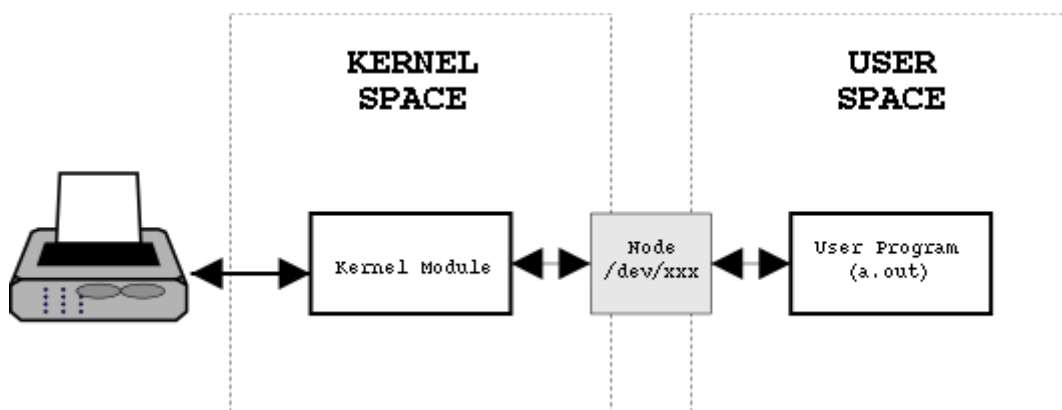 KERNEL
SPACE
USER
SPACE
Kernel Module
Node
/dev/xxx
User Program
(a.out)